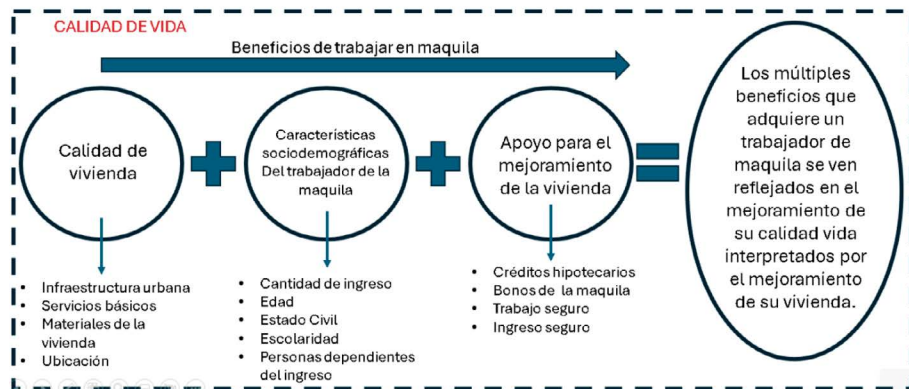 CALIDAD DE VIDA
Beneficios de trabajar en maquila
Calidad de
vivienda
Características
sociodemográficas
Del trabajador de la
maquila
Apoyo para el
mejoramiento
de la vivienda
Los múltiples
beneficios que
adquiere un
trabajador de
maquila se ven
reflejados en el
mejoramiento de
su calidad vida
interpretados por
el mejoramiento
de su vivienda.
• Infraestructura urbana
• Servicios básicos
• Materiales de la
vivienda
• Ubicación
• Cantidad de ingreso
• Edad
• Estado Civil
• Escolaridad
• Personas dependientes
del ingreso
• Créditos hipotecarios
• Bonos de la maquila
• Trabajo seguro
• Ingreso seguro